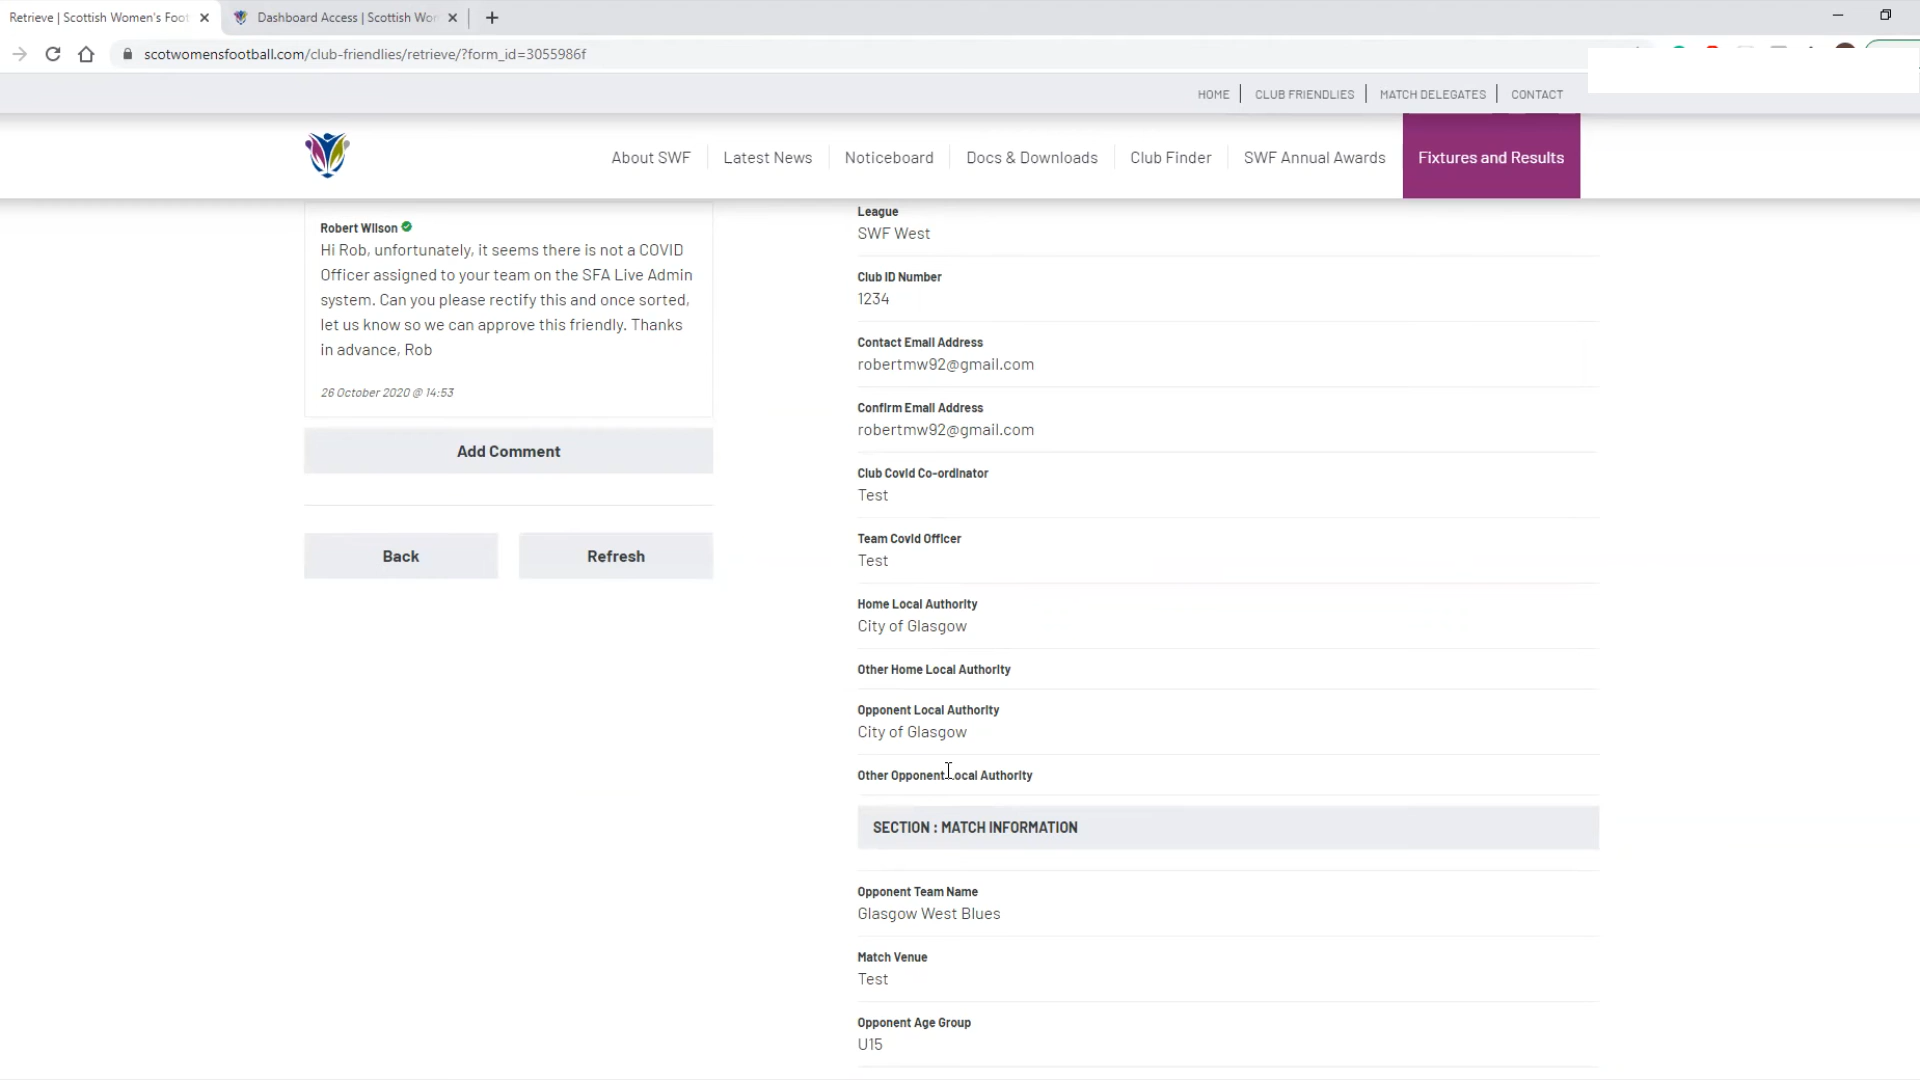 Retrieve | Scottish Women's Foot
Dashboard Access | Scottish Wom
scotwomensfootball.com/club-friendlies/retrieve/?form_id=3055986f
HOME
CLUB FRIENDLIES
MATCH DELEGATES
CONTACT
About SWF
Latest News
Noticeboard
Docs & Downloads
Club Finder
SWF Annual Awards
Fixtures and Results
Robert Wilson
Hi Rob, unfortunately, it seems there is not a COVID
Officer assigned to your team on the SFA Live Admin
system. Can you please rectify this and once sorted,
let us know so we can approve this friendly. Thanks
in advance, Rob
26 October 2020 @ 14:53
Add Comment
Back
Refresh
League
SWF West
Club ID Number
1234
Contact Email Address
robertmw92@gmail.com
Confirm Email Address
robertmw92@gmail.com
Club Covid Co-ordinator
Test
Team Covid Officer
Test
Home Local Authority
City of Glasgow
Other Home Local Authority
Opponent Local Authority
City of Glasgow
Other Opponent Local Authority
SECTION : MATCH INFORMATION
Opponent Team Name
Glasgow West Blues
Match Venue
Test
Opponent Age Group
U15